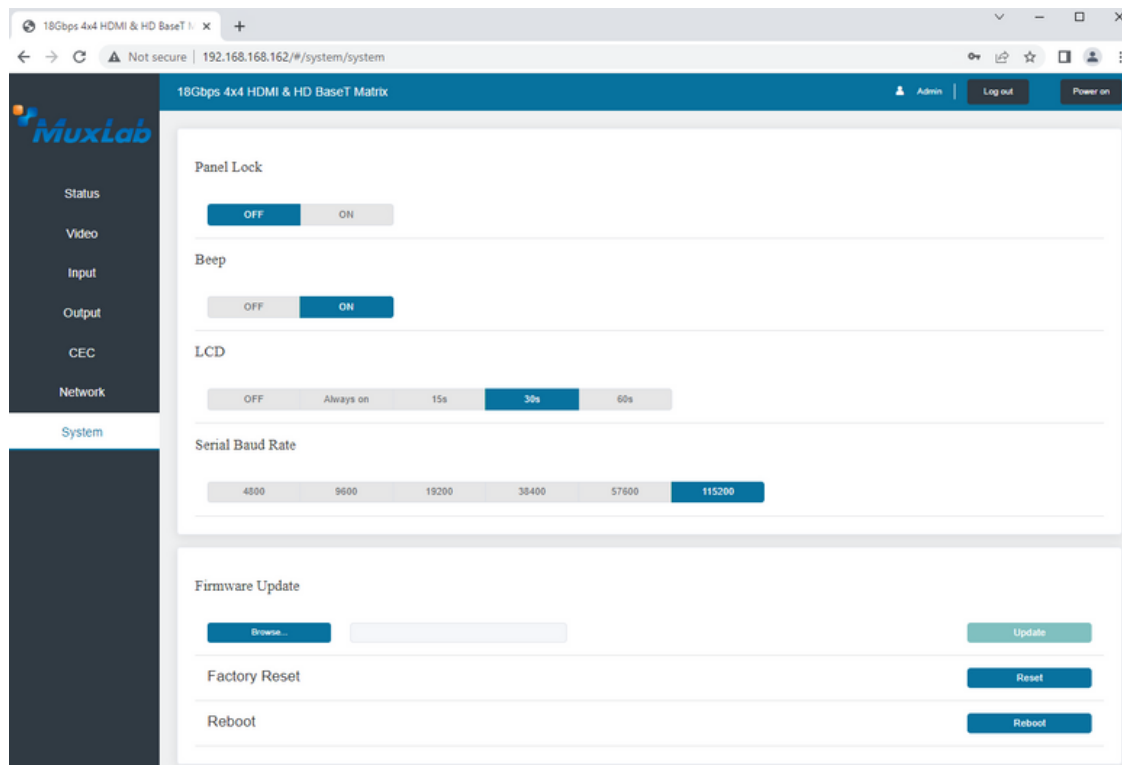 18Gbps 4x4 HDMI & HD BaseT M
Not secure | 192.168.168.162/#/system/system
MuxLab
18Gbps 4x4 HDMI & HD BaseT Matrix
Admin
Log out
Power on
Status
Video
Input
Output
CEC
Network
System
Panel Lock
OFF ON
Beep
OFF ON
LCD
OFF Always on 15s 30s 60s
Serial Baud Rate
4800 9600 19200 38400 57600 115200
Firmware Update
Browse... Update
Factory Reset Reset
Reboot Reboot